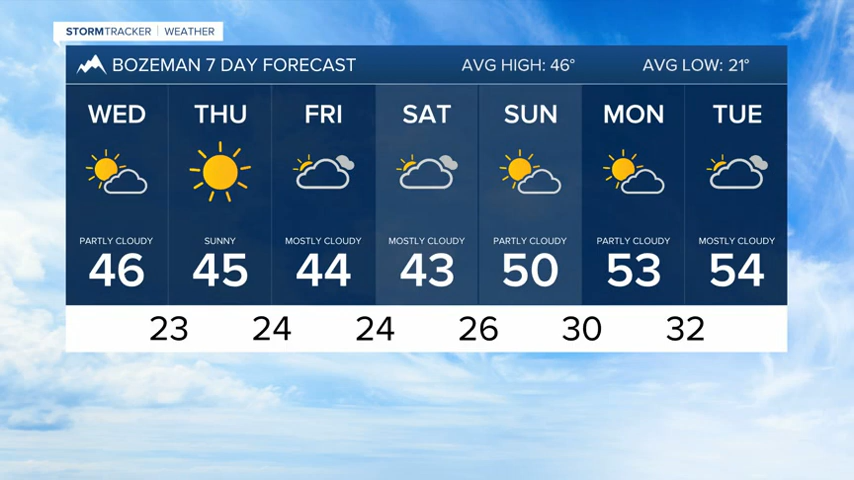 STORMTRACKER | WEATHER
BOZEMAN 7 DAY FORECAST AVG HIGH: 46° AVG LOW: 21°
WED THU FRI SAT SUN MON TUE
PARTLY CLOUDY SUNNY MOSTLY CLOUDY MOSTLY CLOUDY PARTLY CLOUDY PARTLY CLOUDY MOSTLY CLOUDY
46 45 44 43 50 53 54
23 24 24 26 30 32